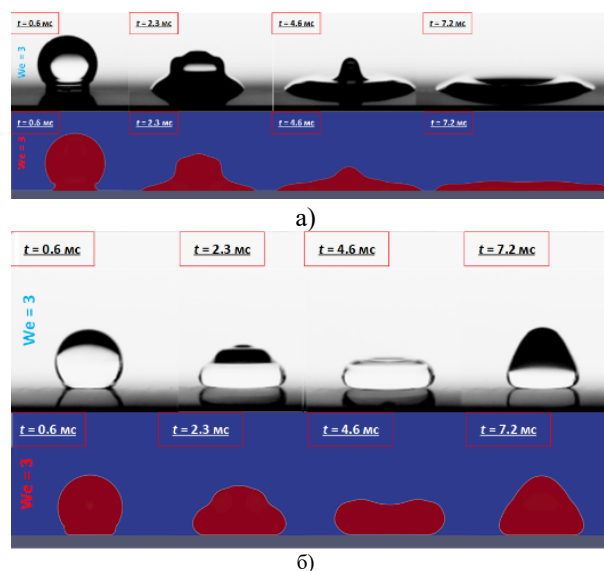 t = 0.6 мс t = 2.3 мс t = 4.6 мс t = 7.2 мс
We = 3
t = 0.6 мс t = 2.3 мс t = 4.6 мс t = 7.2 мс
We = 3
а)
t = 0.6 мс t = 2.3 мс t = 4.6 мс t = 7.2 мс
We = 3
t = 0.6 мс t = 2.3 мс t = 4.6 мс t = 7.2 мс
We = 3
б)